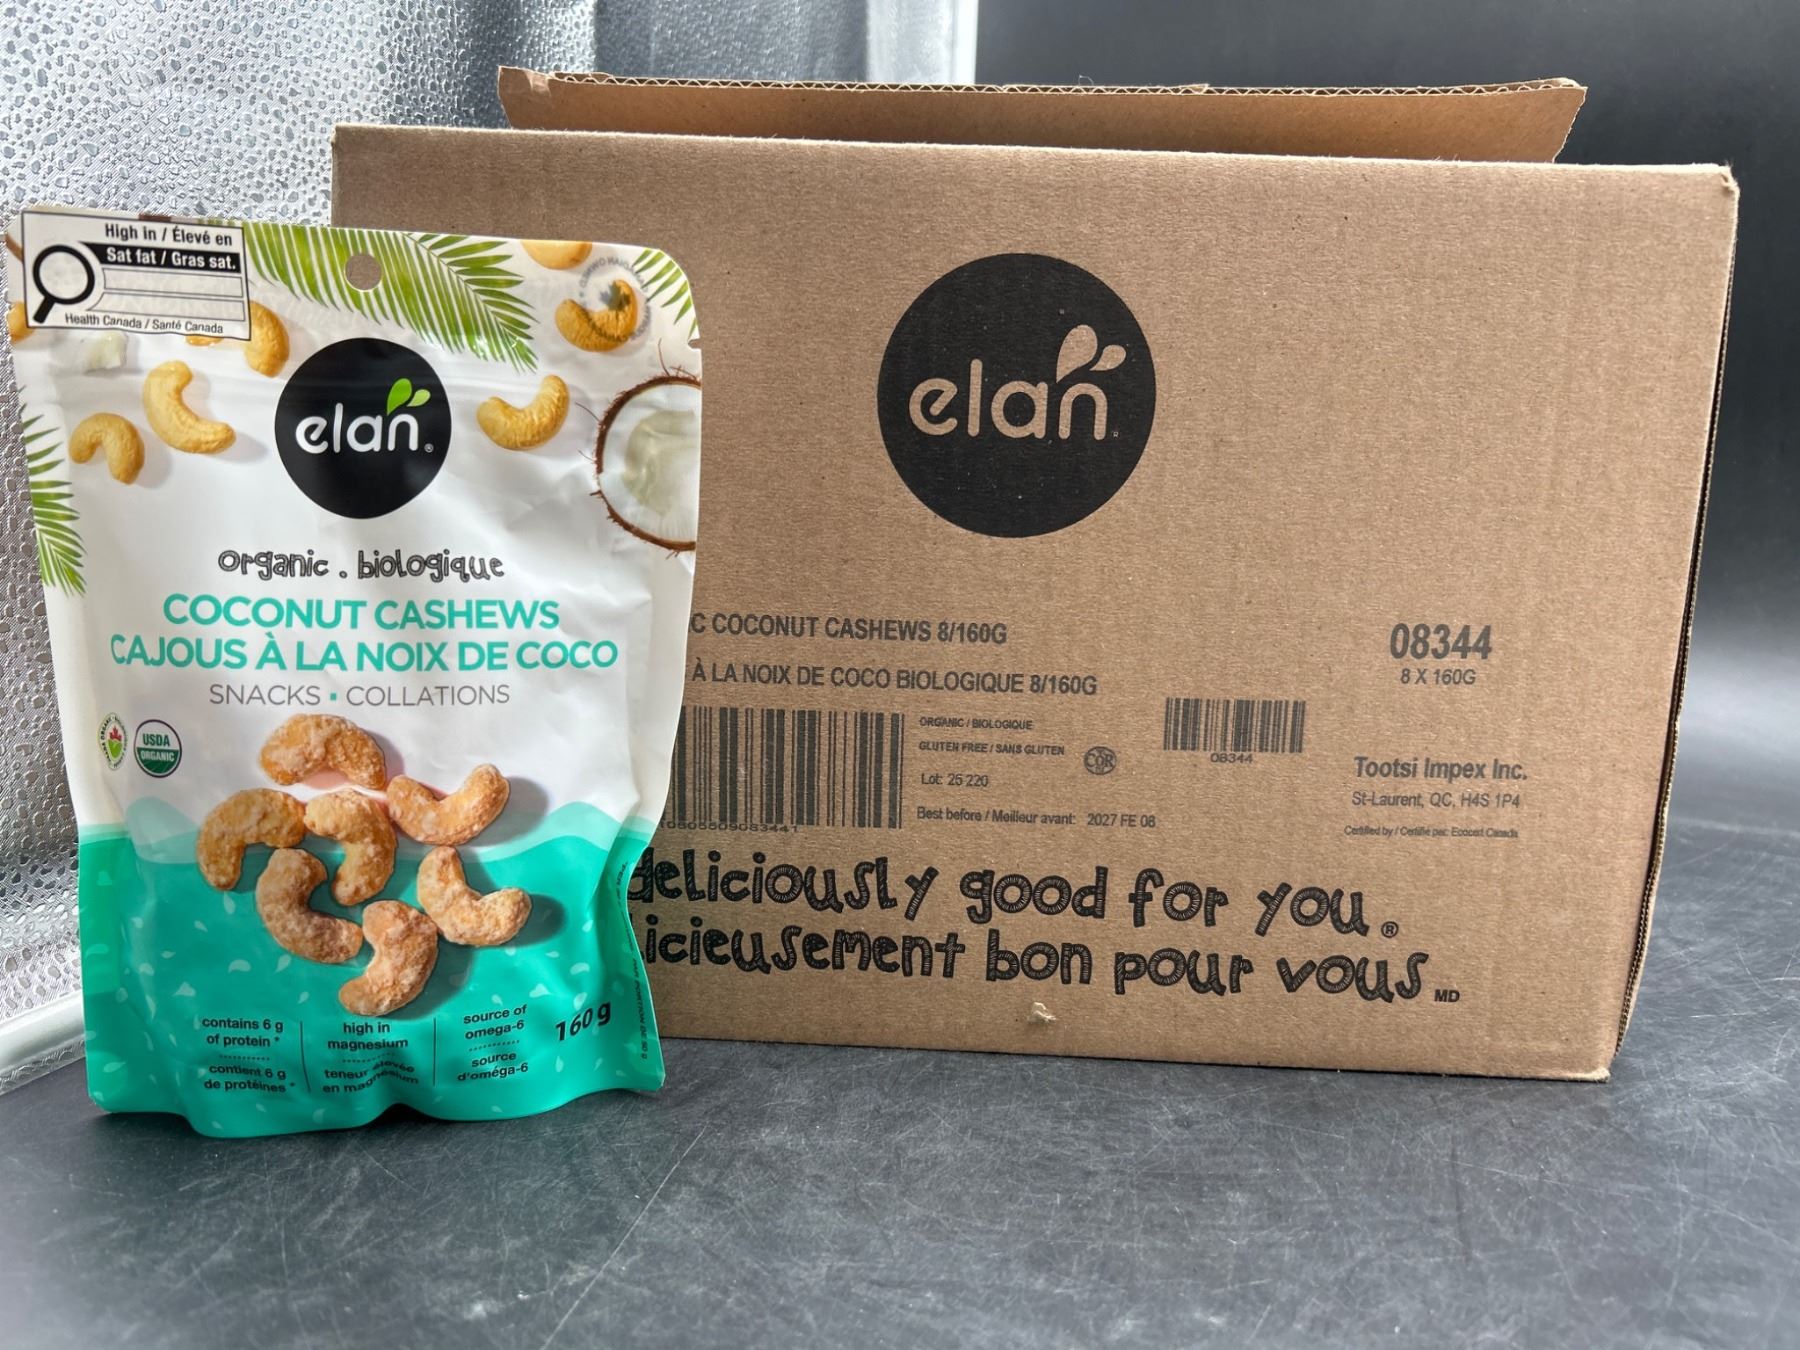 High in / Élevé en
Sat fat / Gras sat.
Health Canada / Santé Canada
elan®
organic . biologique
COCONUT CASHEWS
CAJOUS À LA NOIX DE COCO
SNACKS ▪ COLLATIONS
USDA
ORGANIC
contains 6 g
of protein *
contient 6 g
de protéines *
high in
magnesium
teneur élevée
en magnésium
source of
omega-6
source
d'oméga-6
160 g
elan®
C COCONUT CASHEWS 8/160G
À LA NOIX DE COCO BIOLOGIQUE 8/160G
ORGANIC / BIOLOGIQUE
GLUTEN FREE / SANS GLUTEN
COR
Lot: 25 220
Best before / Meilleur avant: 2027 FE 08
08344
08344
8 X 160G
Tootsi Impex Inc.
St-Laurent, QC, H4S 1P4
Certified by / Certifié par: Ecocert Canada
deliciously good for you®
licieusement bon pour vous MD